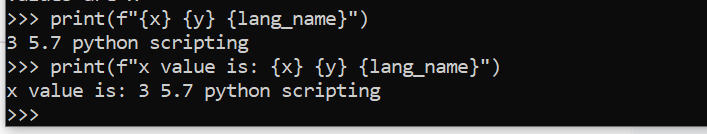 >>> print(f"{x} {y} {lang_name}")
3 5.7 python scripting
>>> print(f"x value is: {x} {y} {lang_name}")
x value is: 3 5.7 python scripting
>>>